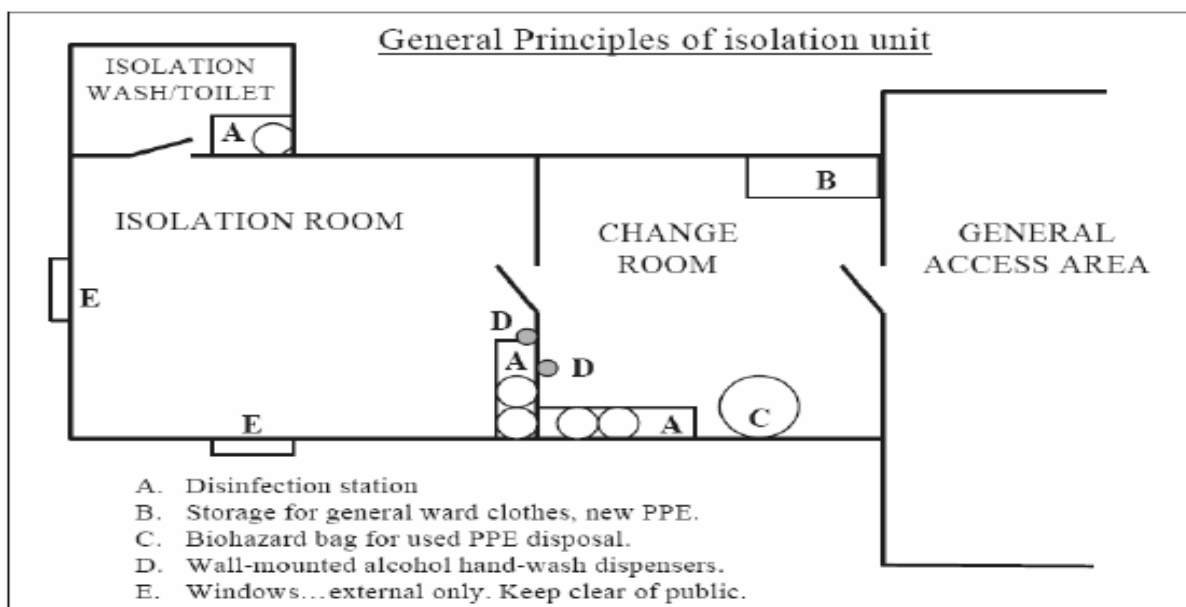 General Principles of isolation unit
ISOLATION
WASH/TOILET
A
B
ISOLATION ROOM
CHANGE
ROOM
GENERAL
ACCESS AREA
E
D
A
D
E
A
C
A. Disinfection station
B. Storage for general ward clothes, new PPE.
C. Biohazard bag for used PPE disposal.
D. Wall-mounted alcohol hand-wash dispensers.
E. Windows...external only. Keep clear of public.